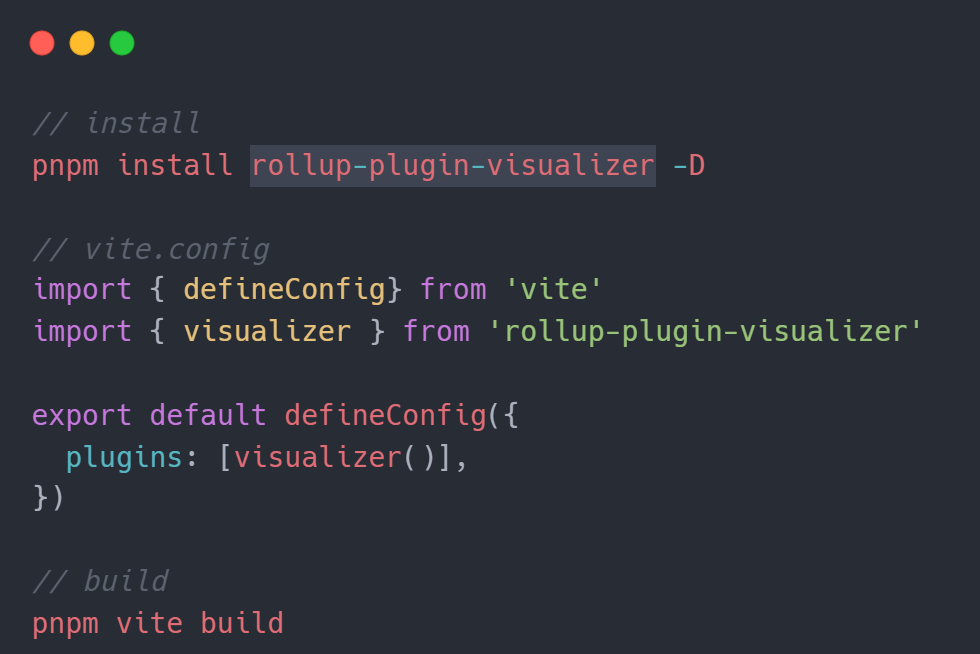 // install
pnpm install rollup-plugin-visualizer -D
// vite.config
import { defineConfig} from 'vite'
import { visualizer } from 'rollup-plugin-visualizer'
export default defineConfig({
  plugins: [visualizer()],
})
// build
pnpm vite build